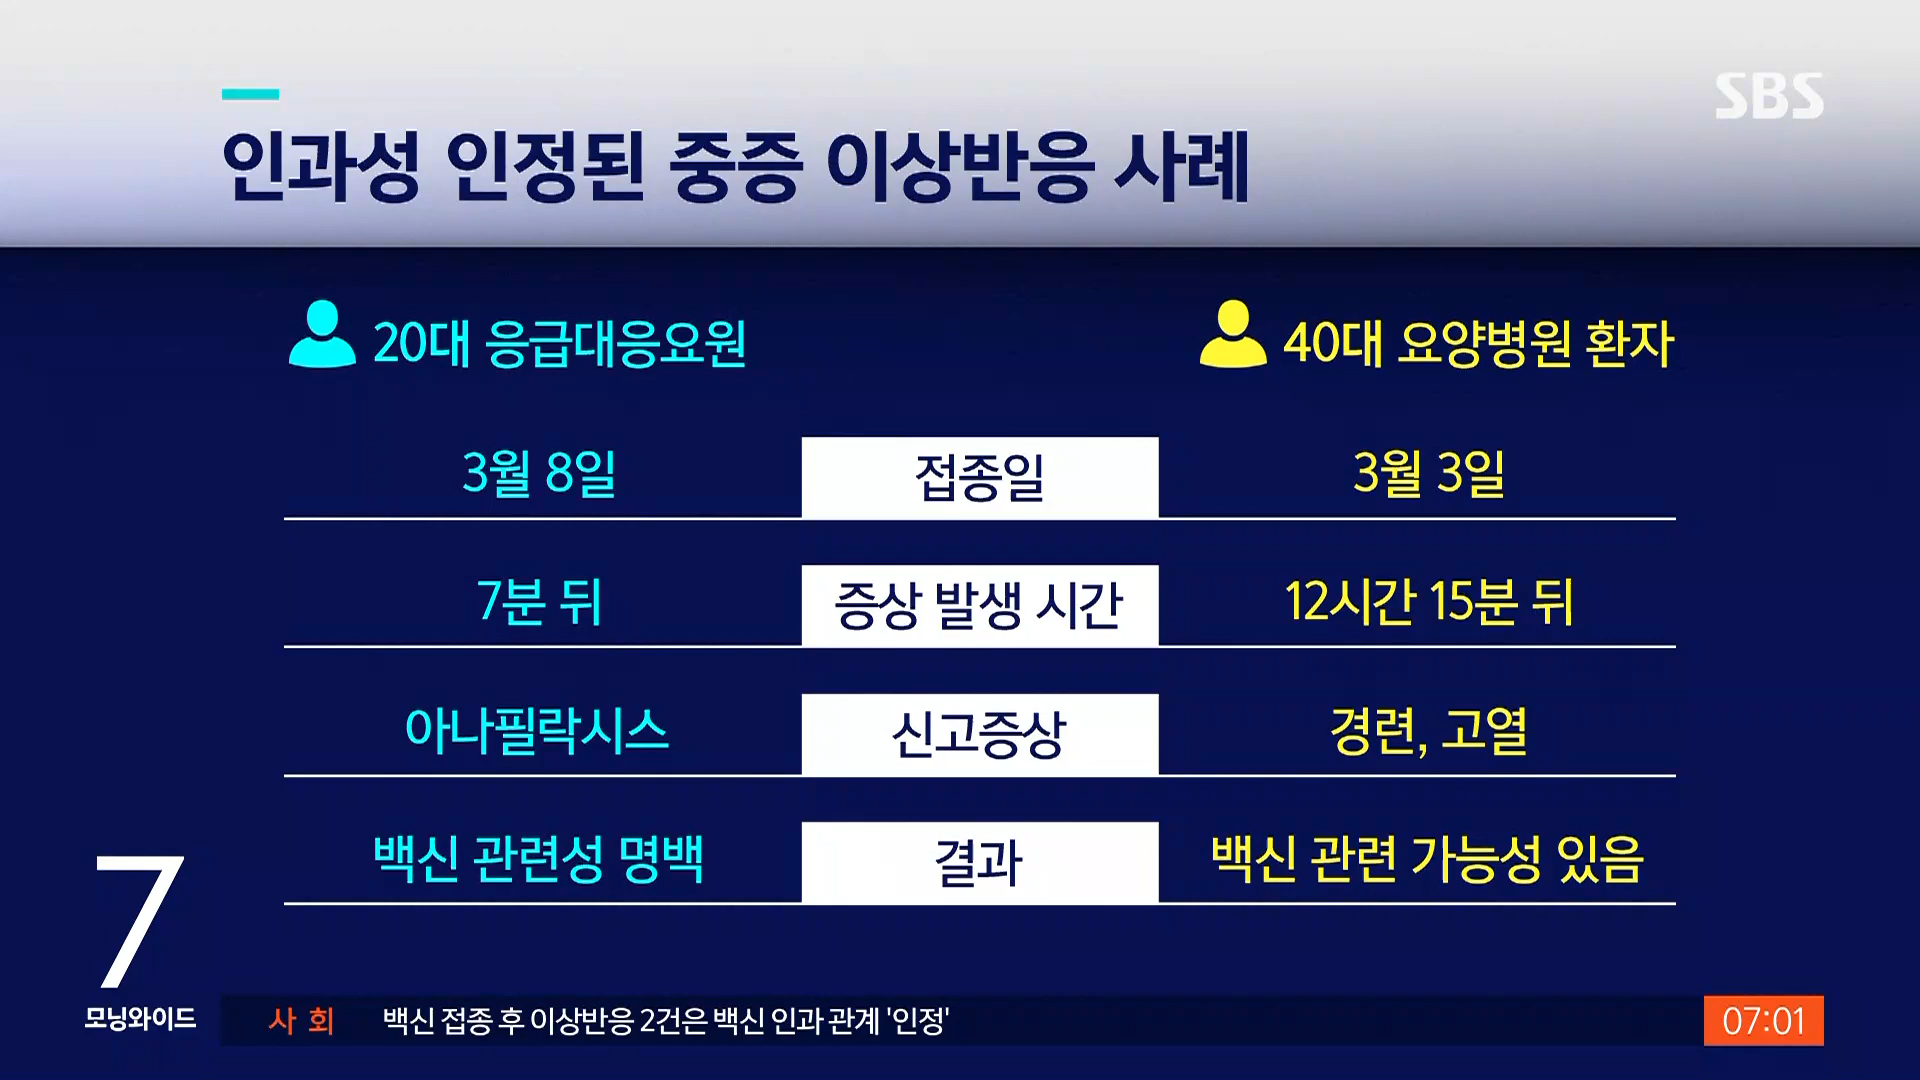 SBS
인과성 인정된 중증 이상반응 사례
20대 응급대응요원
40대 요양병원 환자
3월 8일 접종일 3월 3일
7분 뒤 증상 발생 시간 12시간 15분 뒤
아나필락시스 신고증상 경련, 고열
백신 관련성 명백 결과 백신 관련 가능성 있음
7
모닝와이드
사회 백신 접종 후 이상반응 2건은 백신 인과 관계 '인정'
07:01